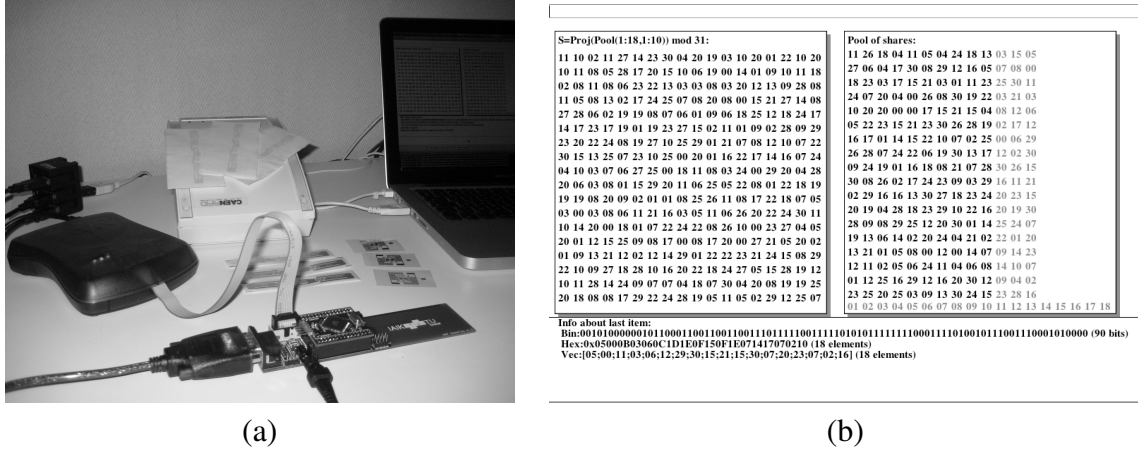 CAEN
IAIK
TU
S=Proj(Pool(1:18,1:10)) mod 31:
11 10 02 11 27 14 23 30 04 20 19 03 10 20 01 22 10 20
10 11 08 05 28 17 20 15 10 06 19 00 14 01 09 10 11 18
02 08 11 08 06 23 22 13 03 03 08 03 20 12 13 09 28 08
11 05 08 13 02 17 24 25 07 08 20 08 00 15 21 27 14 08
27 28 06 02 19 19 08 07 06 01 09 06 18 25 12 18 24 17
14 17 23 17 19 01 19 23 27 15 02 11 01 09 02 28 09 29
23 20 22 24 08 19 27 10 25 29 01 21 07 08 12 10 07 22
30 15 13 25 07 23 10 25 00 20 01 16 22 17 14 16 07 24
04 10 03 07 06 27 25 00 18 11 08 03 24 00 29 20 04 28
20 06 03 08 01 15 29 20 11 06 25 05 22 08 01 22 18 19
19 19 08 20 09 02 01 01 08 25 26 11 08 17 22 18 07 05
03 00 03 08 06 11 21 16 03 05 11 06 26 20 22 24 30 11
10 14 20 00 18 01 07 22 24 22 08 26 10 00 23 27 04 05
20 01 12 15 25 09 08 17 00 08 17 20 00 27 21 05 20 02
01 09 13 21 12 02 12 14 29 01 22 22 23 21 24 15 08 29
22 10 09 27 18 28 10 16 20 22 18 24 27 05 15 28 19 12
10 11 28 14 24 09 07 07 04 18 07 30 04 20 08 19 19 25
20 18 08 08 17 29 22 24 28 19 05 11 05 02 29 12 25 07
Pool of shares:
11 26 18 04 11 05 04 24 18 13 03 15 05
27 06 04 17 30 08 29 12 16 05 07 08 00
18 23 03 17 15 21 03 01 11 23 25 30 11
24 07 20 04 00 26 08 30 19 22 03 21 03
10 20 20 00 00 17 15 21 15 04 08 12 06
05 22 23 15 21 23 30 26 28 19 02 17 12
16 17 01 14 15 22 10 07 02 25 00 06 29
26 28 07 24 22 06 19 30 13 17 12 02 30
09 24 19 01 16 18 08 21 07 28 30 26 15
30 08 26 02 17 24 23 09 03 29 16 11 21
02 29 16 16 13 30 27 18 23 24 20 23 15
20 19 04 28 18 23 29 10 22 16 20 19 30
28 09 08 29 25 12 20 30 01 14 25 24 07
19 13 06 14 02 20 24 04 21 02 22 01 20
13 21 01 05 08 00 12 00 14 07 09 14 23
12 11 02 05 06 24 11 04 06 08 14 10 07
01 12 25 16 29 12 16 20 30 12 09 04 02
23 25 20 25 03 09 13 30 24 15 23 28 16
01 02 03 04 05 06 07 08 09 10 11 12 13 14 15 16 17 18
Info about last item:
Hex:0x05000B03060C1D1E0F150F1E071417070210 (18 elements)
Vec:[05;00;11;03;06;12;29;30;15;21;15;30;07;20;23;07;02;16] (18 elements)
(a)
(b)